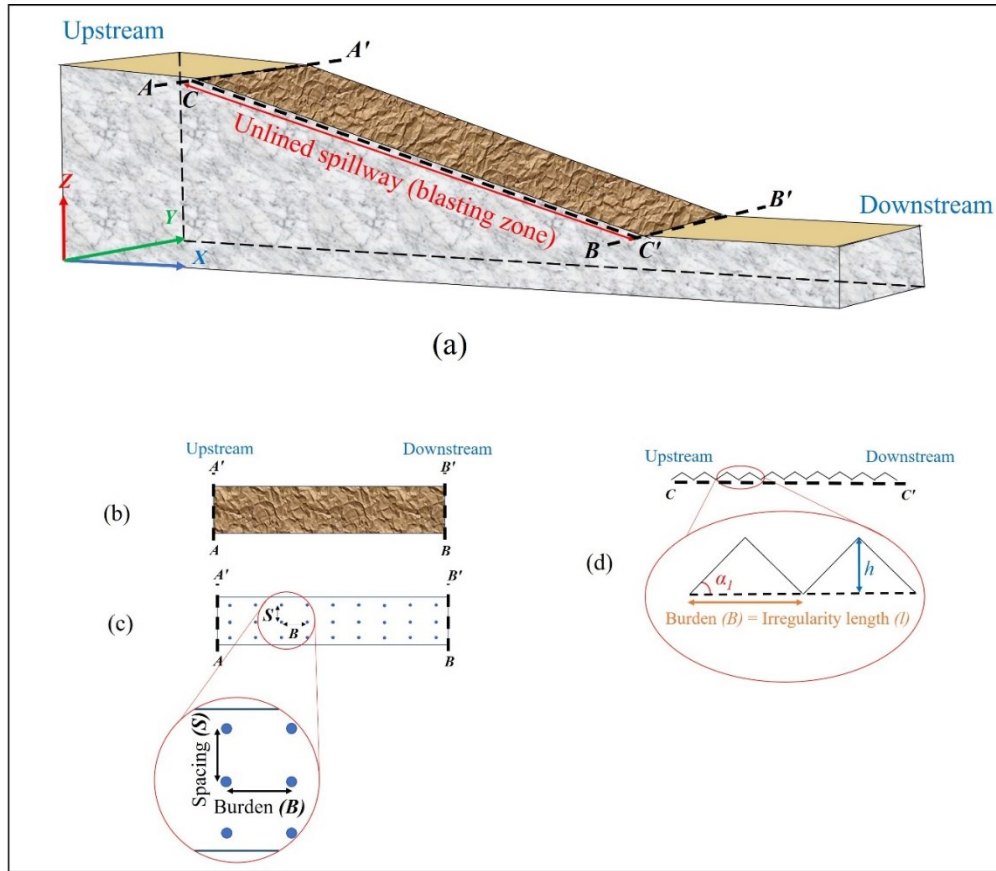 Upstream
A'
A
C
Unlined spillway (blasting zone)
B'
Downstream
B
C'
Z
Y
X
(a)
Upstream
Downstream
A'
B'
(b)
A
B
A'
B'
(c)
S
B
A
B
Spacing (S)
Burden (B)
Upstream
Downstream
C
C'
(d)
α1
h
Burden (B) = Irregularity length (l)